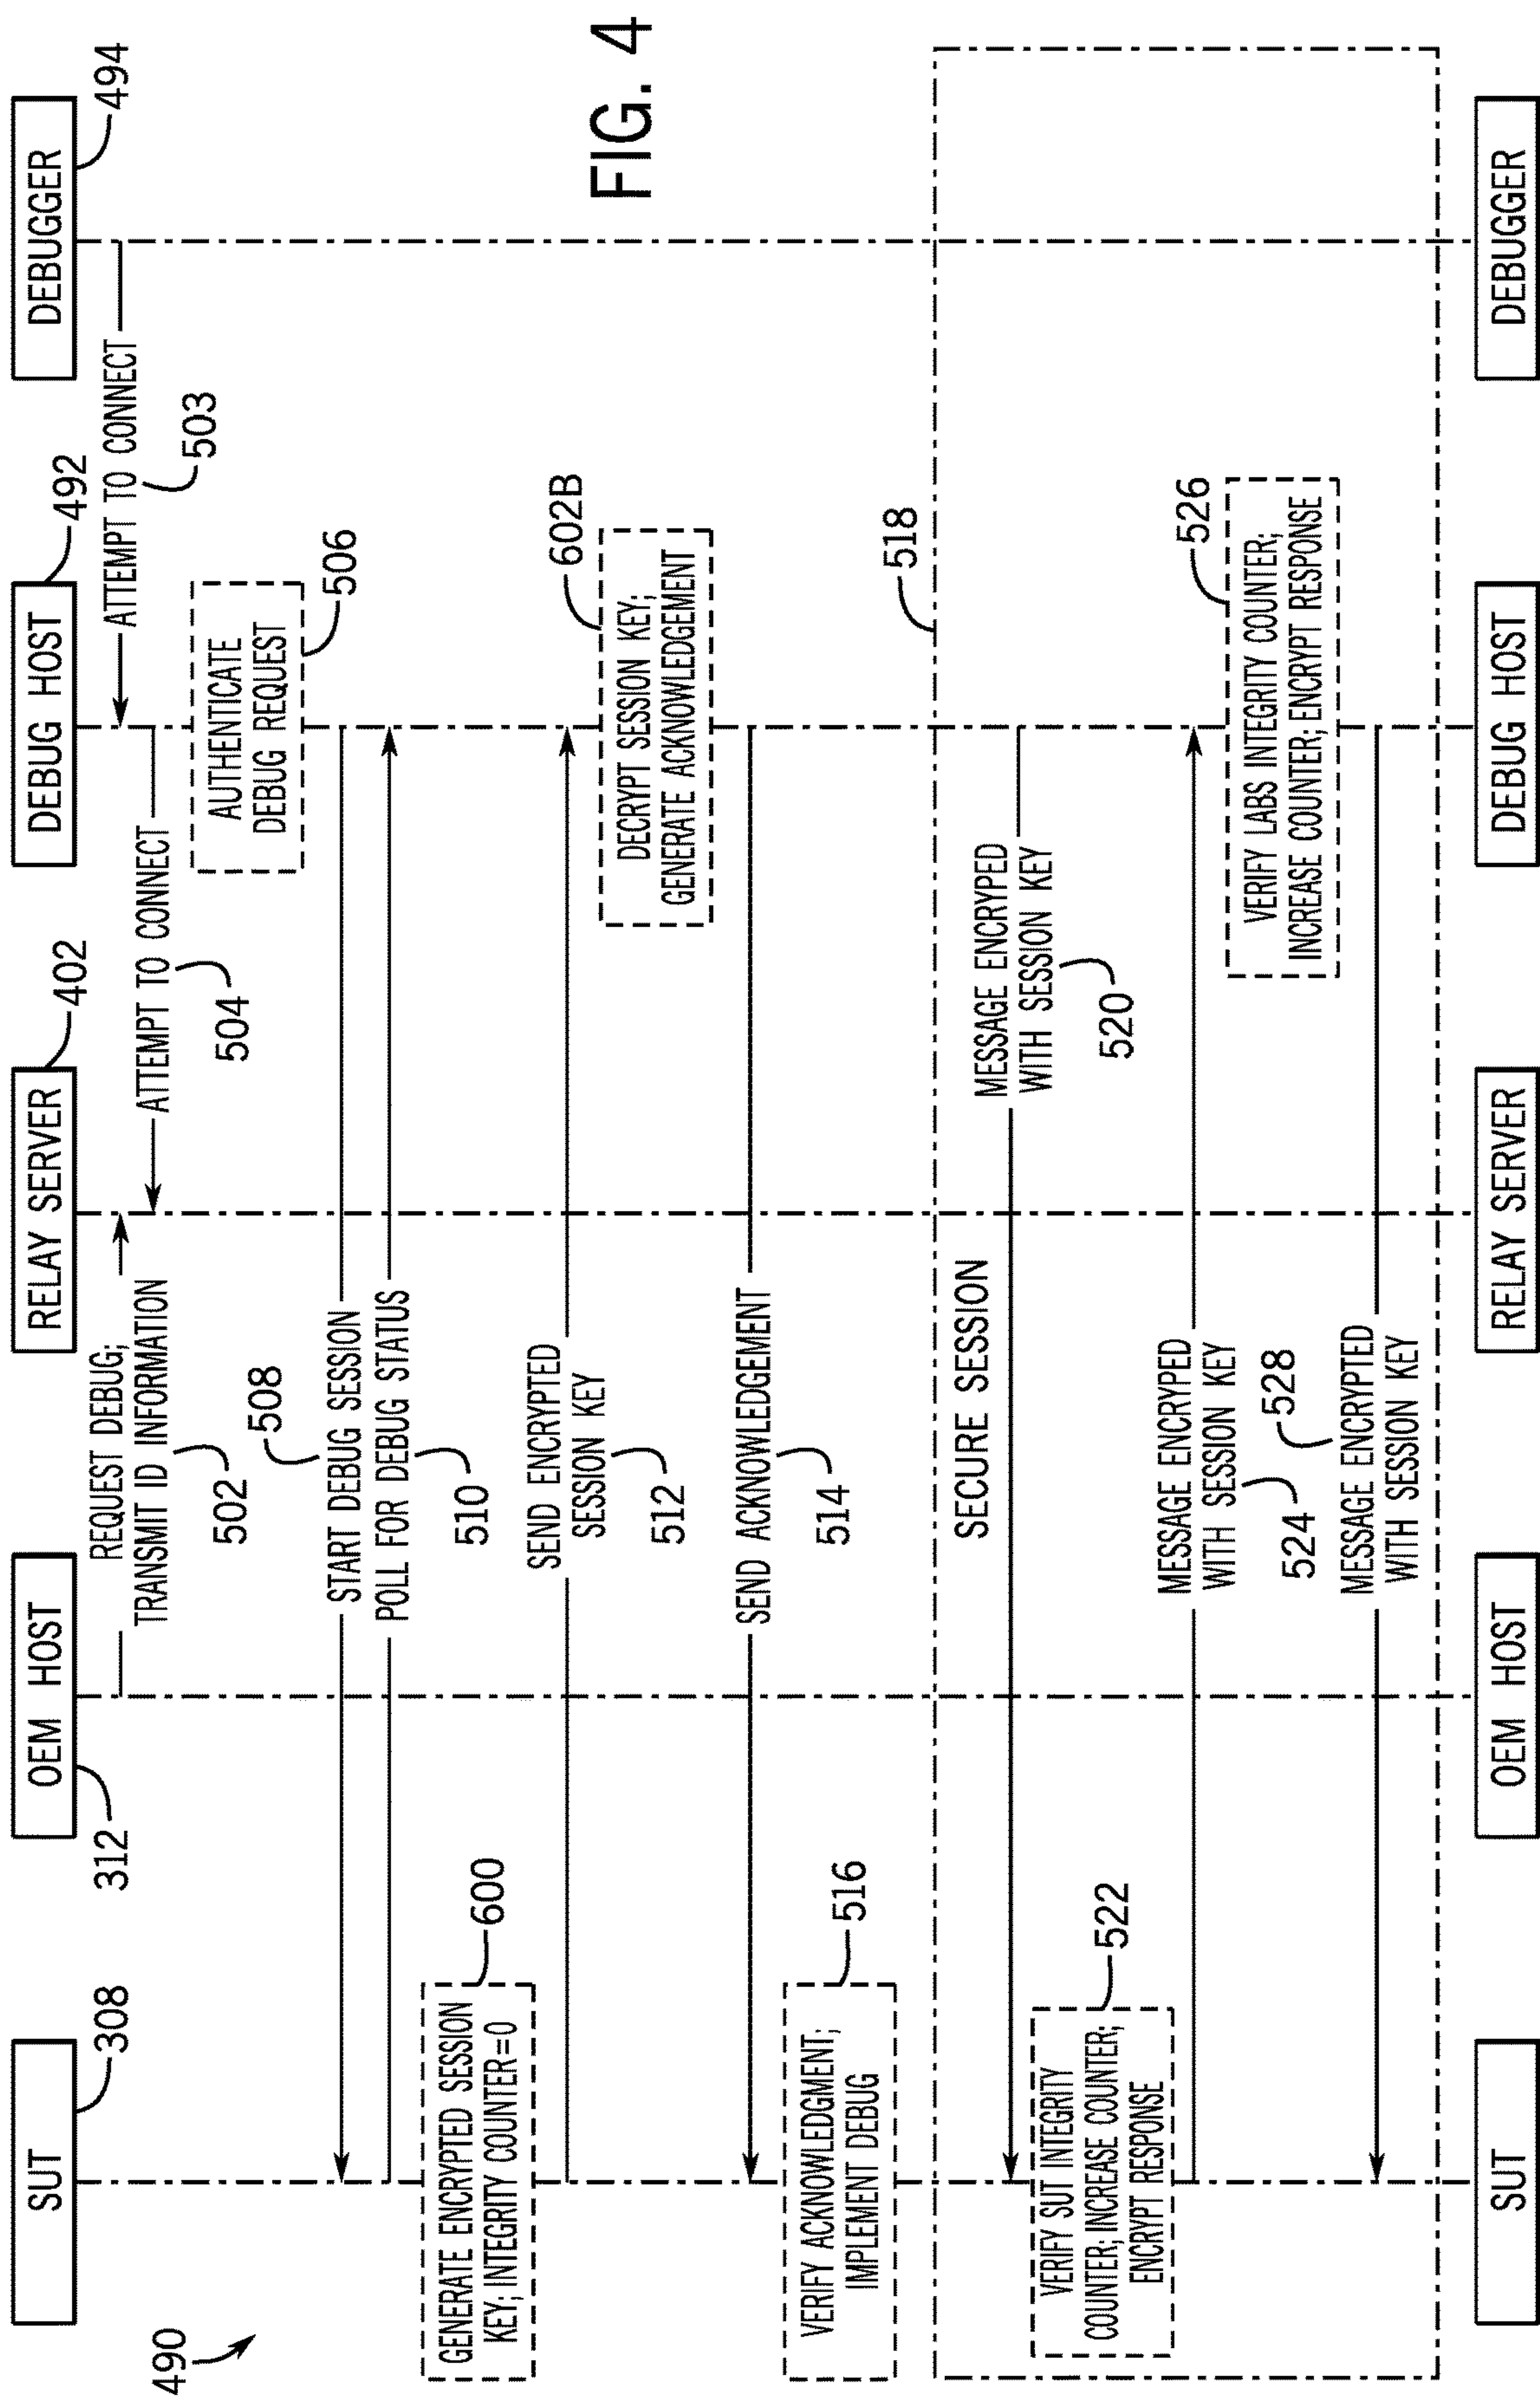 490
SUT
308
OEM HOST
312
RELAY SERVER
402
DEBUG HOST
492
DEBUGGER
494
REQUEST DEBUG;
TRANSMIT ID INFORMATION
502
ATTEMPT TO CONNECT
503
ATTEMPT TO CONNECT
504
AUTHENTICATE
DEBUG REQUEST
506
508
START DEBUG SESSION
POLL FOR DEBUG STATUS
510
GENERATE ENCRYPTED SESSION
KEY; INTEGRITY COUNTER=0
600
SEND ENCRYPTED
SESSION KEY
512
DECRYPT SESSION KEY;
GENERATE ACKNOWLEDGEMENT
602B
SEND ACKNOWLEDGEMENT
514
VERIFY ACKNOWLEDGMENT;
IMPLEMENT DEBUG
516
518
SECURE SESSION
MESSAGE ENCRYPED
WITH SESSION KEY
520
VERIFY SUT INTEGRITY
COUNTER; INCREASE COUNTER;
ENCRYPT RESPONSE
522
MESSAGE ENCRYPED
WITH SESSION KEY
524
VERIFY LABS INTEGRITY COUNTER;
INCREASE COUNTER; ENCRYPT RESPONSE
526
528
MESSAGE ENCRYPTED
WITH SESSION KEY
SUT
OEM HOST
RELAY SERVER
DEBUG HOST
DEBUGGER
FIG. 4